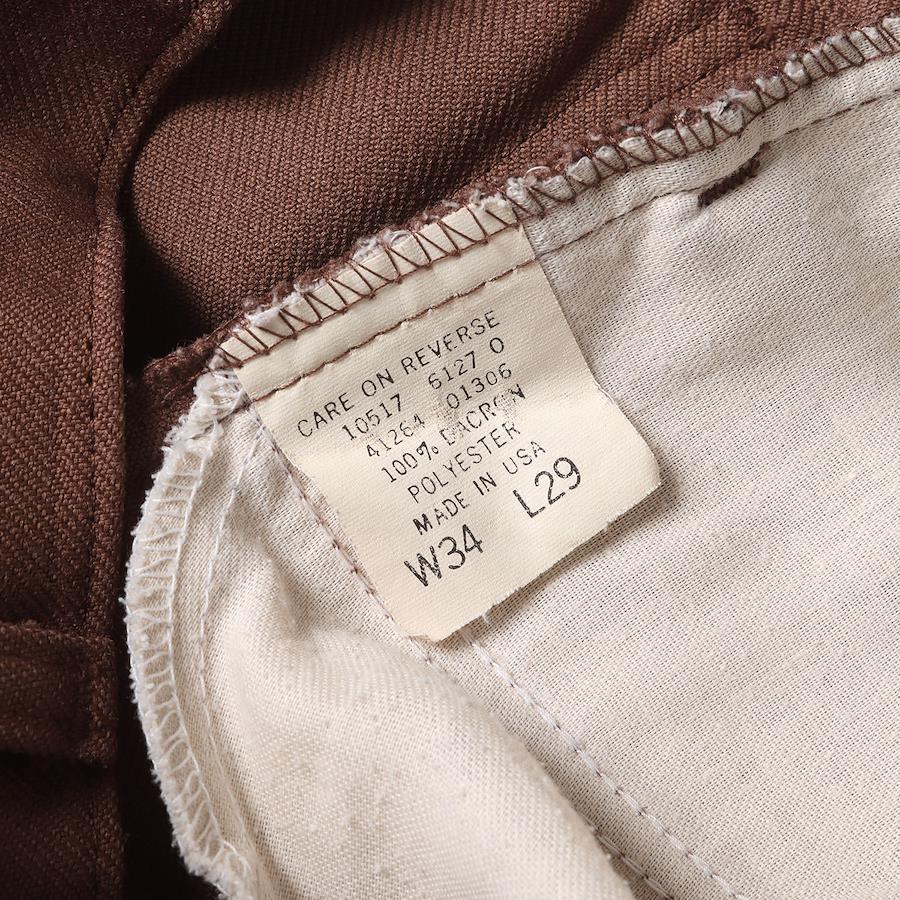 CARE ON REVERSE
10517 6127 0
41264 01306
100% DACRON
POLYESTER
MADE IN USA
W34 L29